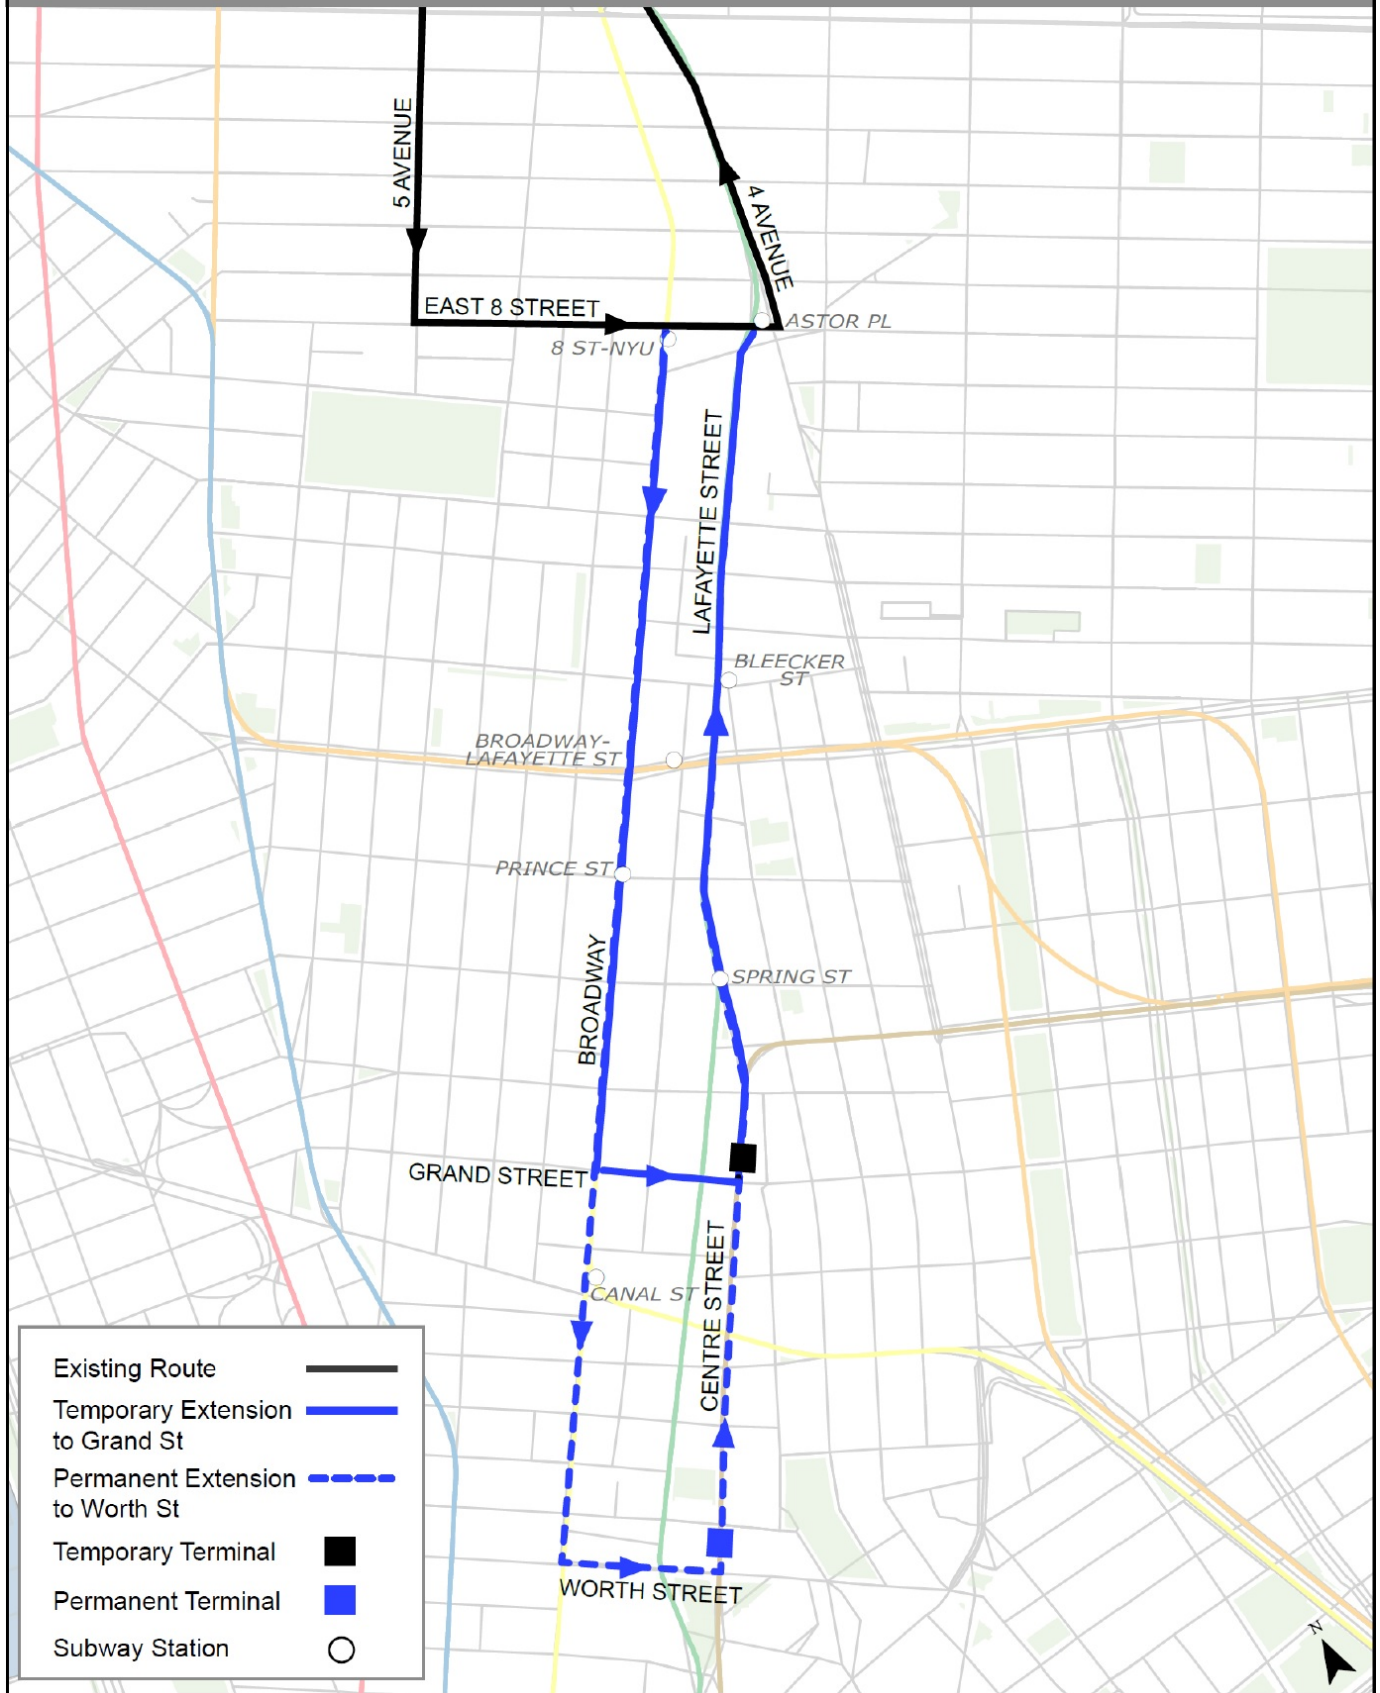 5 AVENUE
4 AVENUE
EAST 8 STREET
ASTOR PL
8 ST-NYU
LAFAYETTE STREET
BLEECKER
ST
BROADWAY-
LAFAYETTE ST
PRINCE ST
BROADWAY
SPRING ST
GRAND STREET
CANAL ST
CENTRE STREET
WORTH STREET
Existing Route
Temporary Extension
to Grand St
Permanent Extension
to Worth St
Temporary Terminal
Permanent Terminal
Subway Station
N